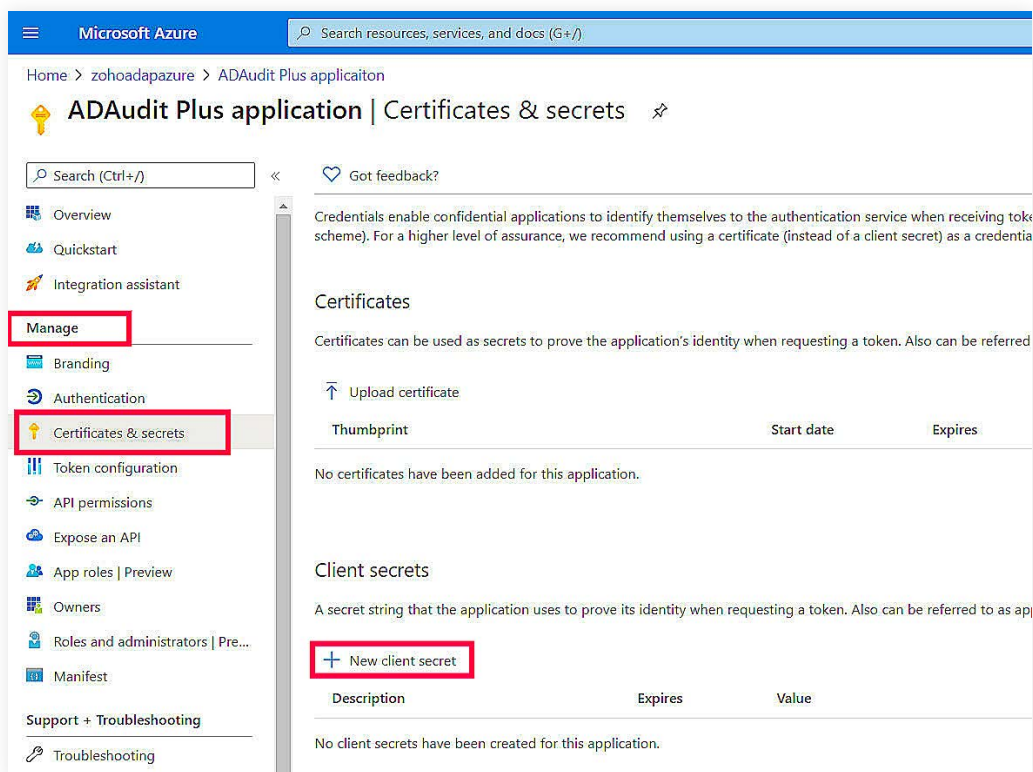 Microsoft Azure
Search resources, services, and docs (G+/)
Home > zohoadapazure > ADAudit Plus applicaiton
ADAudit Plus application | Certificates & secrets
Search (Ctrl+/)
«
Got feedback?
Overview
Quickstart
Integration assistant
Manage
Branding
Authentication
Certificates & secrets
Token configuration
API permissions
Expose an API
App roles | Preview
Owners
Roles and administrators | Pre...
Manifest
Support + Troubleshooting
Troubleshooting
Credentials enable confidential applications to identify themselves to the authentication service when receiving toke
scheme). For a higher level of assurance, we recommend using a certificate (instead of a client secret) as a credentia
Certificates
Certificates can be used as secrets to prove the application's identity when requesting a token. Also can be referred
Upload certificate
Thumbprint Start date Expires
No certificates have been added for this application.
Client secrets
A secret string that the application uses to prove its identity when requesting a token. Also can be referred to as ap
New client secret
Description Expires Value
No client secrets have been created for this application.